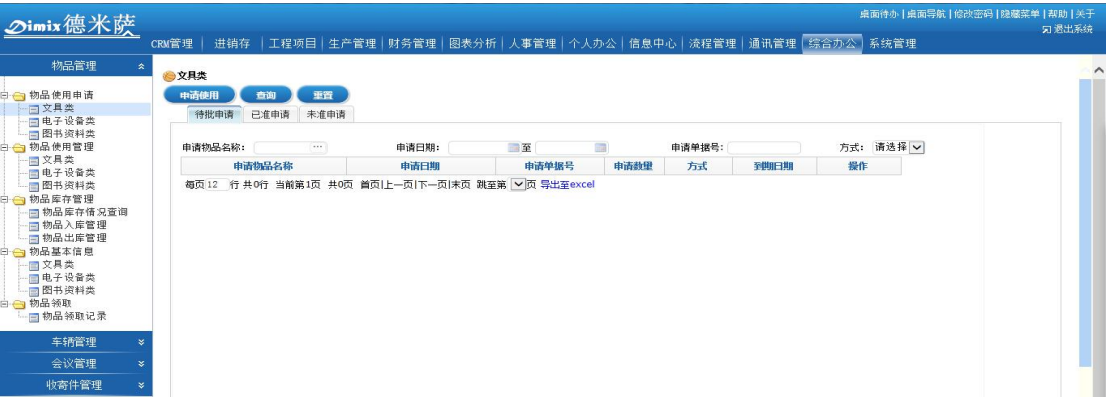 Dimix德米萨
桌面待办 | 桌面导航 | 修改密码 | 隐藏菜单 | 帮助 | 关于
退出系统
CRM管理 | 进销存 | 工程项目 | 生产管理 | 财务管理 | 图表分析 | 人事管理 | 个人办公 | 信息中心 | 流程管理 | 通讯管理 | 综合办公 | 系统管理
物品管理
物品使用申请
文具类
电子设备类
图书资料类
物品使用管理
文具类
电子设备类
图书资料类
物品库存管理
物品库存情况查询
物品入库管理
物品出库管理
物品基本信息
文具类
电子设备类
图书资料类
物品领取
物品领取记录
车辆管理
会议管理
收寄件管理
文具类
申请使用 查询 重置
待批申请 已准申请 未准申请
申请物品名称: ... 申请日期: 至 申请单据号: 方式: 请选择
申请物品名称 申请日期 申请单据号 申请数量 方式 到期日期 操作
每页 12 行 共0行 当前第1页 共0页 首页|上一页|下一页|末页 跳至第 页 导出至excel